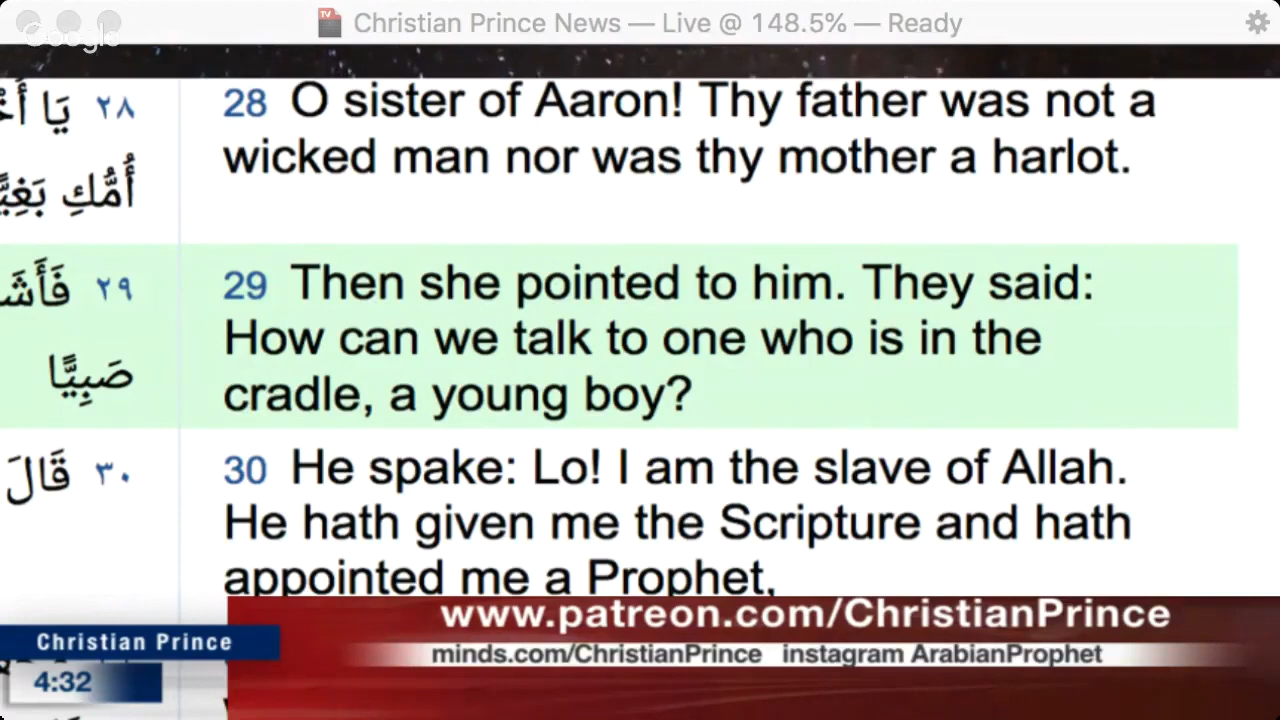 Christian Prince News — Live @ 148.5% — Ready
Google
28 O sister of Aaron! Thy father was not a
wicked man nor was thy mother a harlot.
٢٨ يَا
أُمُّكِ
29 Then she pointed to him. They said:
How can we talk to one who is in the
cradle, a young boy?
٢٩
صَبِيًّا
30 He spake: Lo! I am the slave of Allah.
He hath given me the Scripture and hath
appointed me a Prophet,
٣٠ قَالَ
www.patreon.com/ChristianPrince
Christian Prince
minds.com/ChristianPrince instagram ArabianProphet
4:32